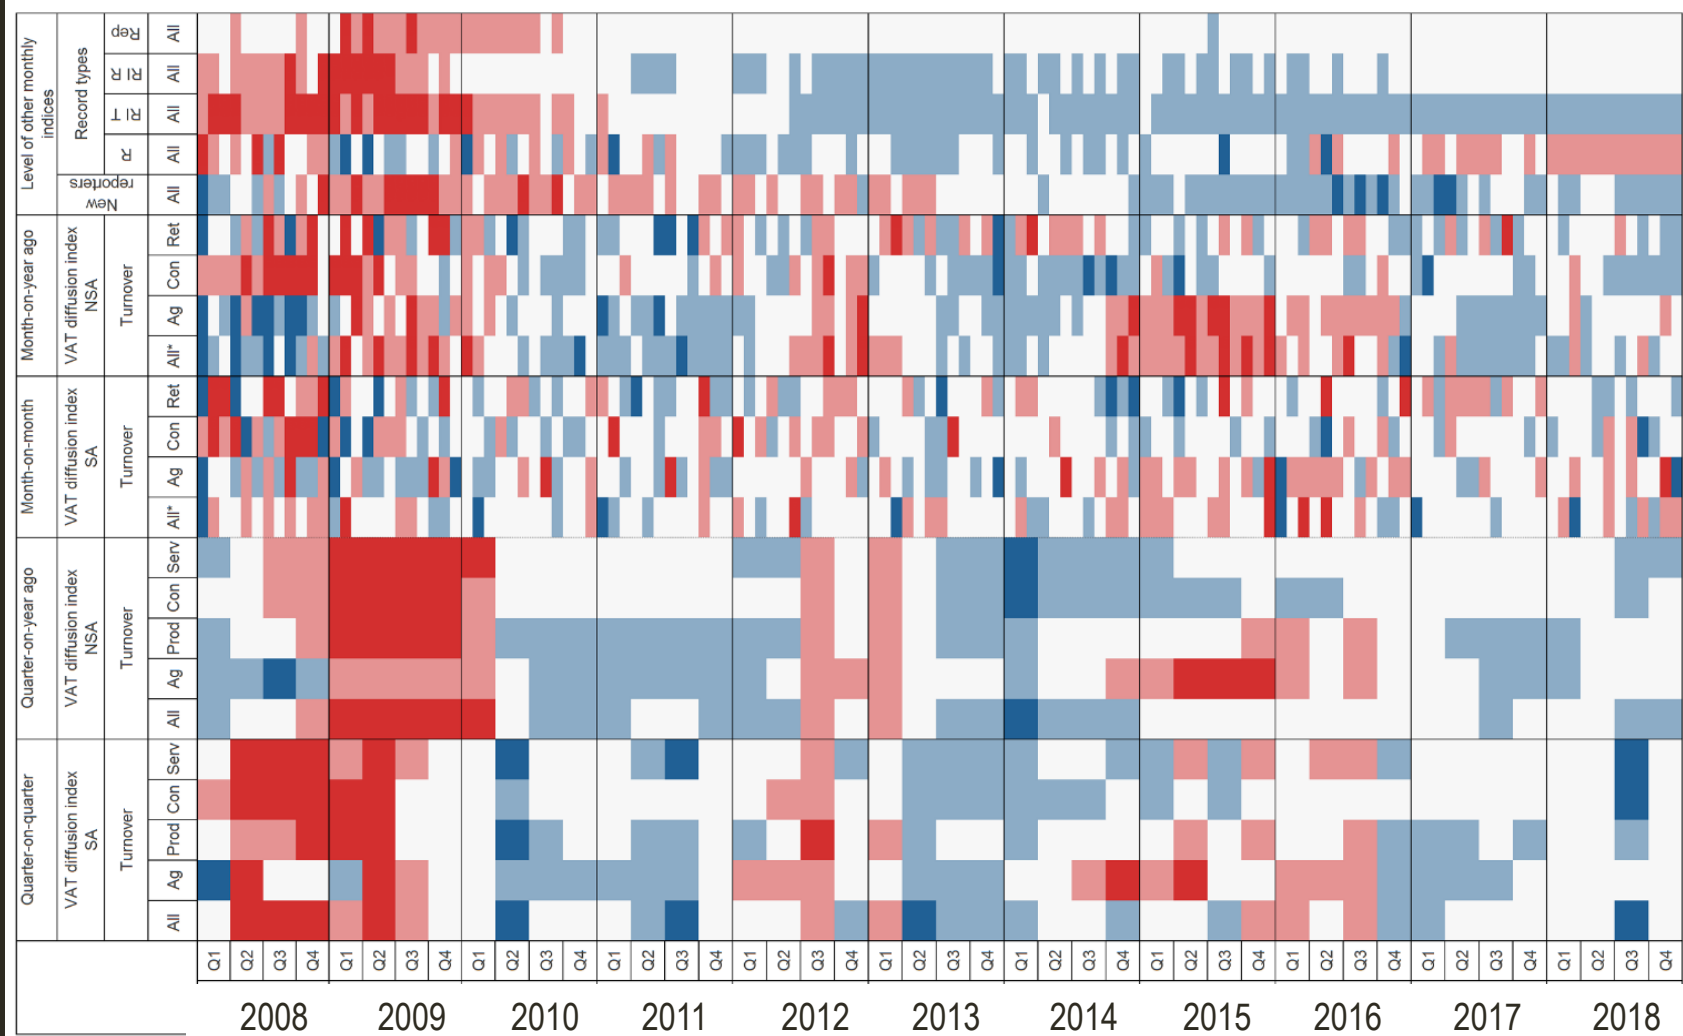 Level of other monthly
indices
Record types
Rep
All
RI R
All
RI T
All
R
All
New
reporters
All
Month-on-year ago
VAT diffusion index
NSA
Turnover
Ret
Con
Ag
All*
Month-on-month
VAT diffusion index
SA
Turnover
Ret
Con
Ag
All*
Quarter-on-year ago
VAT diffusion index
NSA
Turnover
Serv
Con
Prod
Ag
All
Quarter-on-quarter
VAT diffusion index
SA
Turnover
Serv
Con
Prod
Ag
All
Q1 Q2 Q3 Q4 Q1 Q2 Q3 Q4 Q1 Q2 Q3 Q4 Q1 Q2 Q3 Q4 Q1 Q2 Q3 Q4 Q1 Q2 Q3 Q4 Q1 Q2 Q3 Q4 Q1 Q2 Q3 Q4 Q1 Q2 Q3 Q4 Q1 Q2 Q3 Q4 Q1 Q2 Q3 Q4
2008 2009 2010 2011 2012 2013 2014 2015 2016 2017 2018